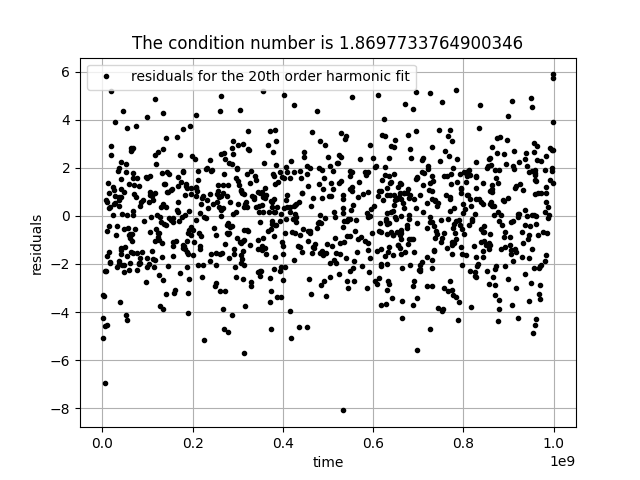 The condition number is 1.8697733764900346
residuals for the 20th order harmonic fit
6
4
2
0
−2
−4
−6
−8
residuals
0.0 0.2 0.4 0.6 0.8 1.0
time
1e9